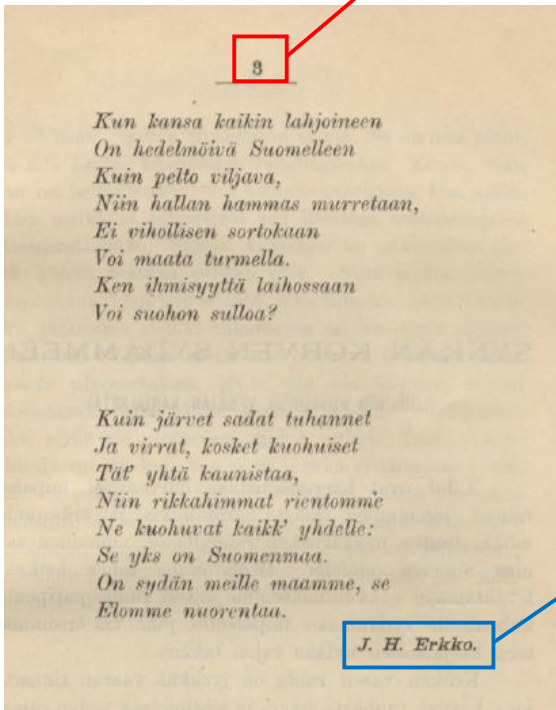 3
Kun kansa kaikin lahjoineen
On hedelmöivä Suomelleen
Kuin pelto viljava,
Niin hallan hammas murretaan,
Ei vihollisen sortokaan
Voi maata turmella.
Ken ihmisyyttä laihossaan
Voi suohon sulloa?
Kuin järvet sadat tuhannet
Ja virrat, kosket kuohuiset
Tät' yhtä kaunistaa,
Niin rikkahimmat rientomme
Ne kuohuvat kaikk' yhdelle:
Se yks on Suomenmaa.
On sydän meille maamme, se
Elomme nuorentaa.
J. H. Erkko.